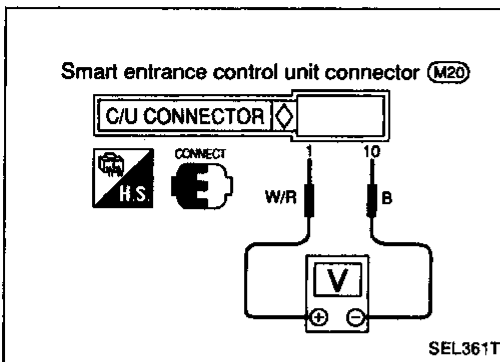 Smart entrance control unit connector (M20)
C/U CONNECTOR
CONNECT
H.S.
1 10
W/R B
V
⊕ ⊖
SEL361T